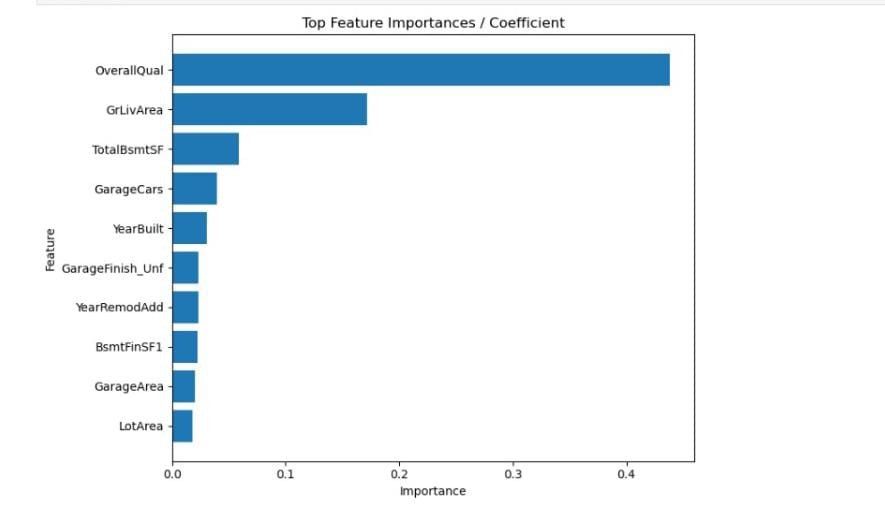 Top Feature Importances / Coefficient
OverallQual
GrLivArea
TotalBsmtSF
GarageCars
YearBuilt
GarageFinish_Unf
YearRemodAdd
BsmtFinSF1
GarageArea
LotArea
Feature
0.0 0.1 0.2 0.3 0.4
Importance